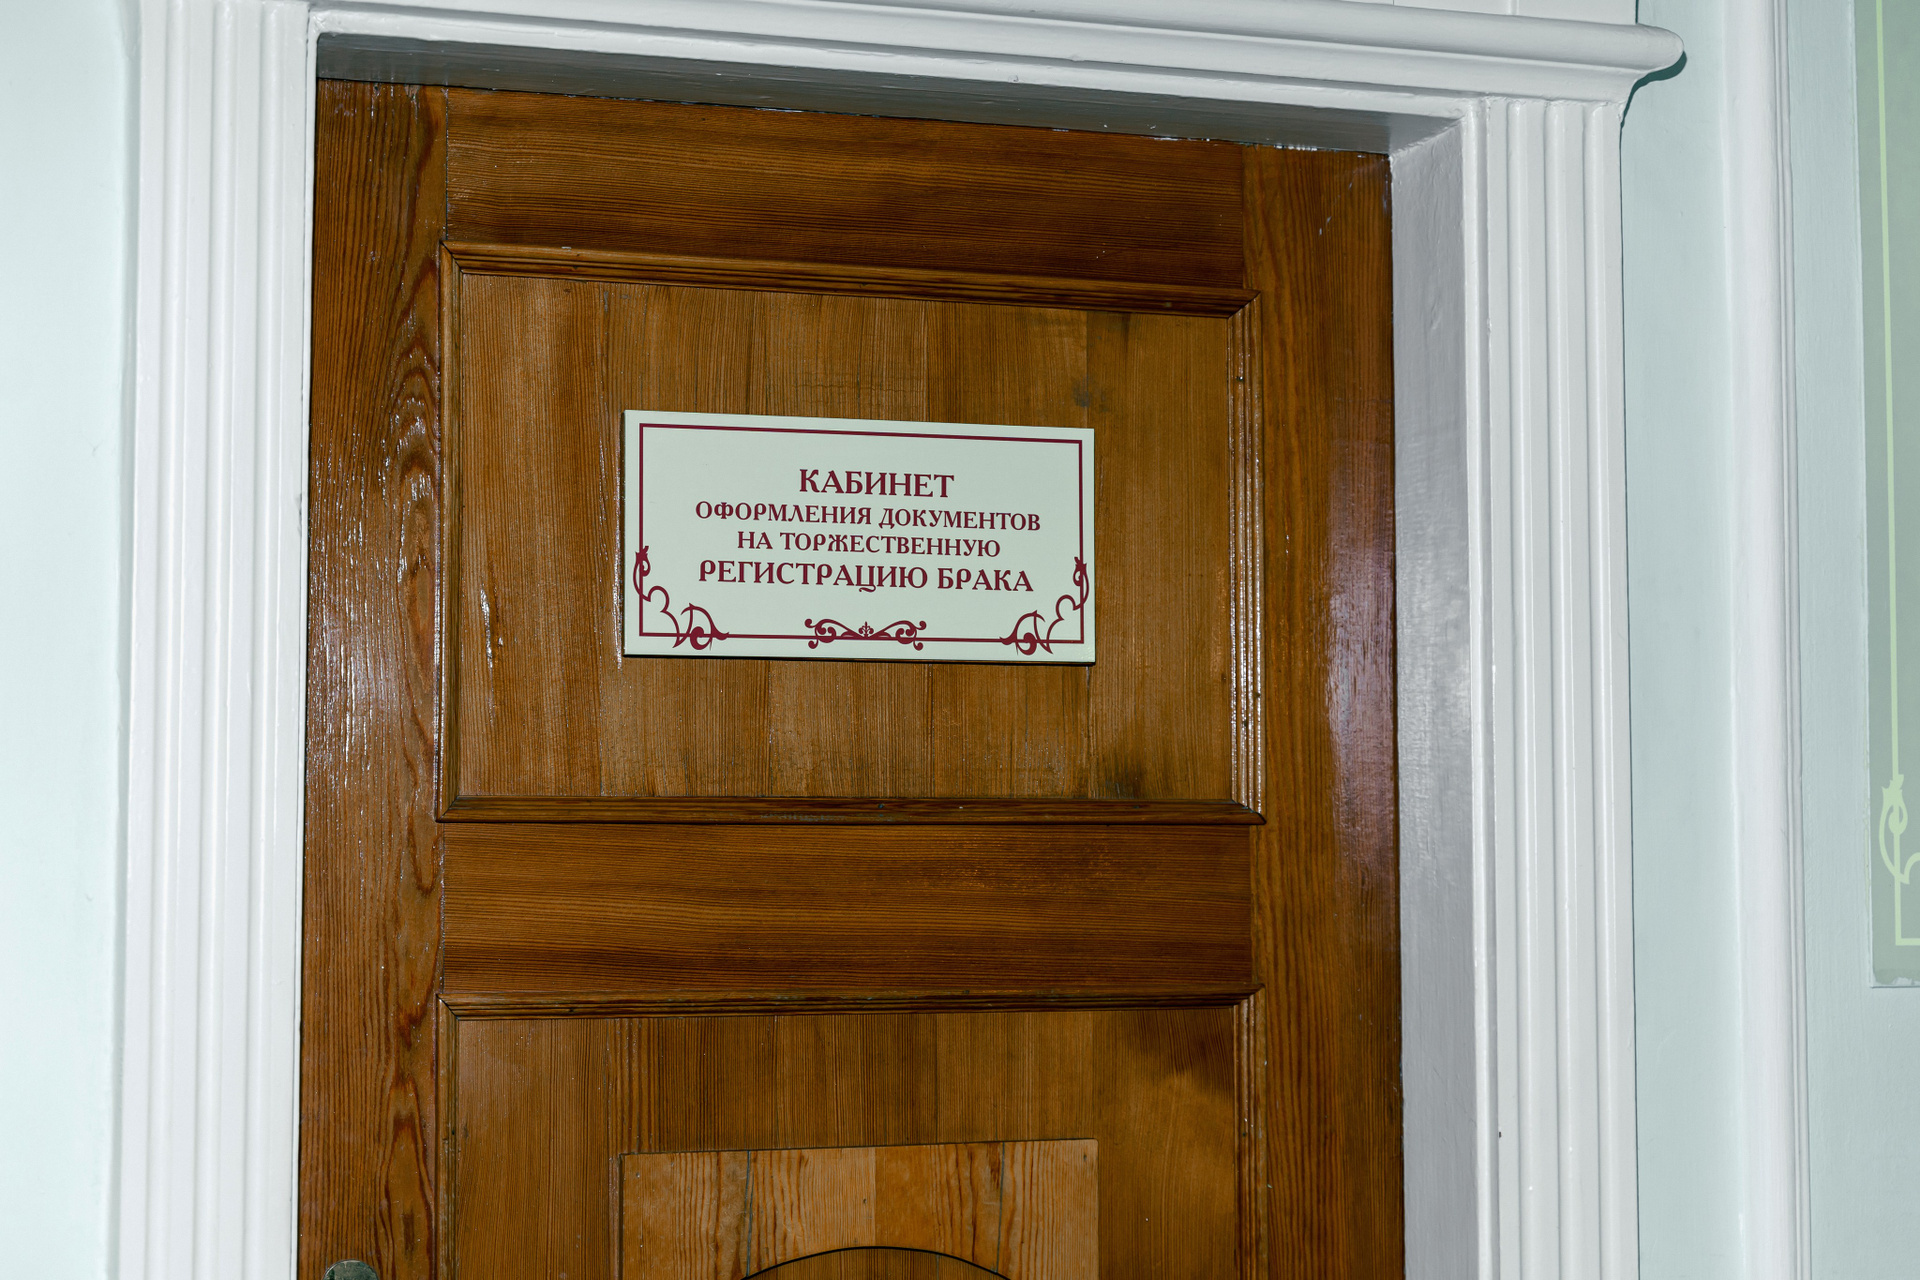 КАБИНЕТ
ОФОРМЛЕНИЯ ДОКУМЕНТОВ
НА ТОРЖЕСТВЕННУЮ
РЕГИСТРАЦИЮ БРАКА